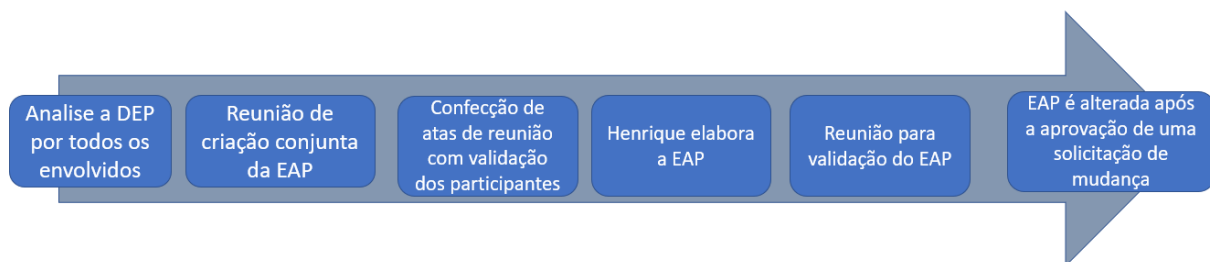 Analise a DEP
por todos os
envolvidos
Reunião de
criação conjunta
da EAP
Confecção de
atas de reunião
com validação
dos participantes
Henrique elabora
a EAP
Reunião para
validação do EAP
EAP é alterada após
a aprovação de uma
solicitação de
mudança